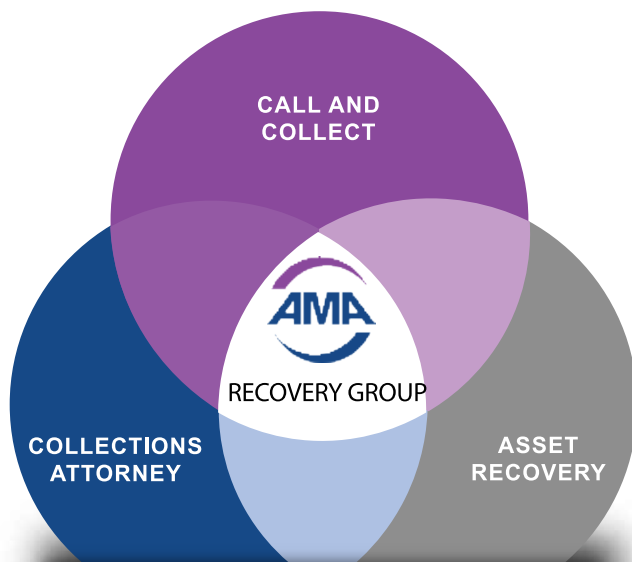 CALL AND
COLLECT
AMA
RECOVERY GROUP
COLLECTIONS
ATTORNEY
ASSET
RECOVERY